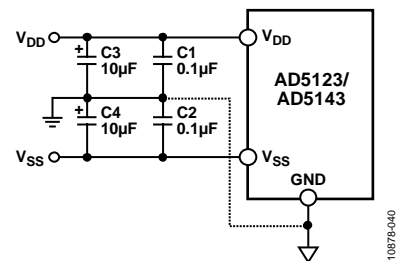 VDD
+ C3
10µF
C1
0.1µF
VDD
AD5123/
AD5143
+ C4
10µF
C2
0.1µF
VSS
VSS
GND
10878-040